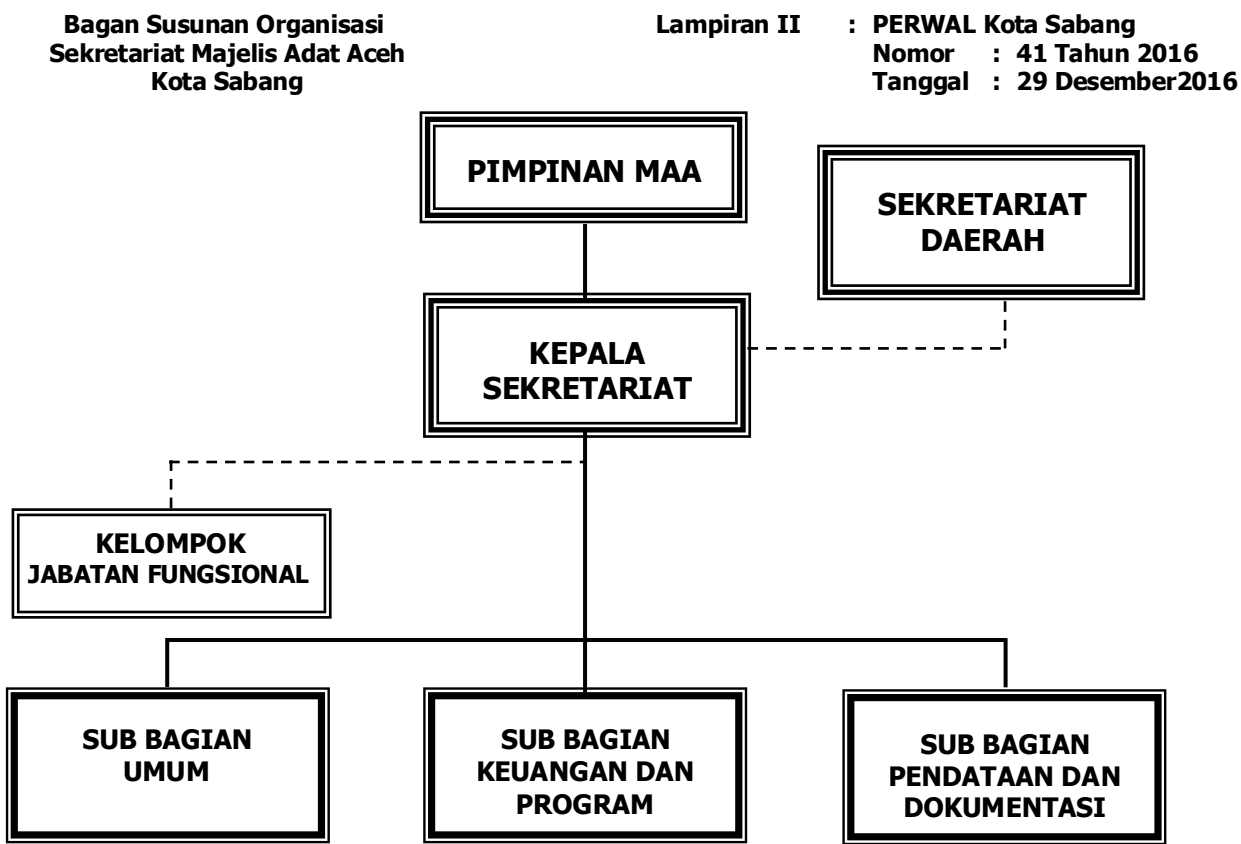 Bagan Susunan Organisasi
Sekretariat Majelis Adat Aceh
Kota Sabang
Lampiran II : PERWAL Kota Sabang
Nomor : 41 Tahun 2016
Tanggal : 29 Desember2016
PIMPINAN MAA
SEKRETARIAT
DAERAH
KEPALA
SEKRETARIAT
KELOMPOK
JABATAN FUNGSIONAL
SUB BAGIAN
UMUM
SUB BAGIAN
KEUANGAN DAN
PROGRAM
SUB BAGIAN
PENDATAAN DAN
DOKUMENTASI